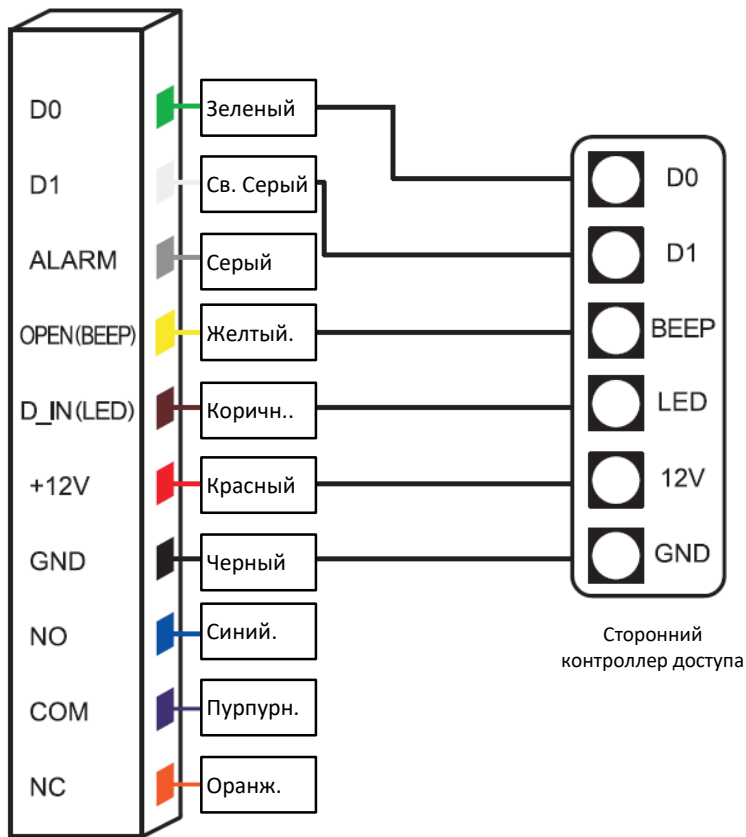 D0
Зеленый
D1
Св. Серый
ALARM
Серый
OPEN(BEEP)
Желтый.
D_IN(LED)
Коричн..
+12V
Красный
GND
Черный
NO
Синий.
COM
Пурпурн.
NC
Оранж.
D0
D1
BEEP
LED
12V
GND
Сторонний
контроллер доступа